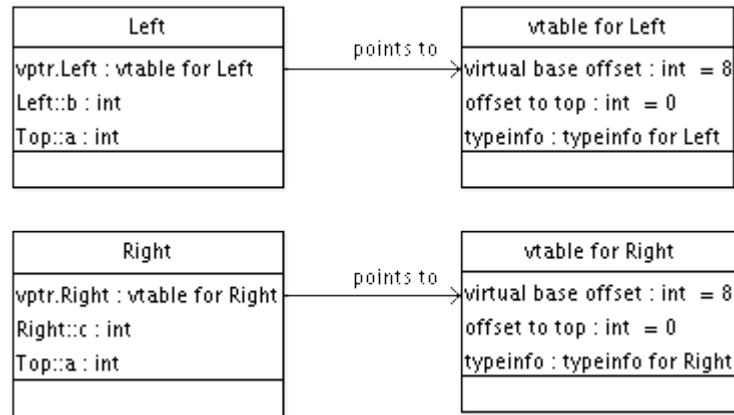 Left
vptr.Left : vtable for Left
Left::b : int
Top::a : int
points to
vtable for Left
virtual base offset : int = 8
offset to top : int = 0
typeinfo : typeinfo for Left
Right
vptr.Right : vtable for Right
Right::c : int
Top::a : int
points to
vtable for Right
virtual base offset : int = 8
offset to top : int = 0
typeinfo : typeinfo for Right